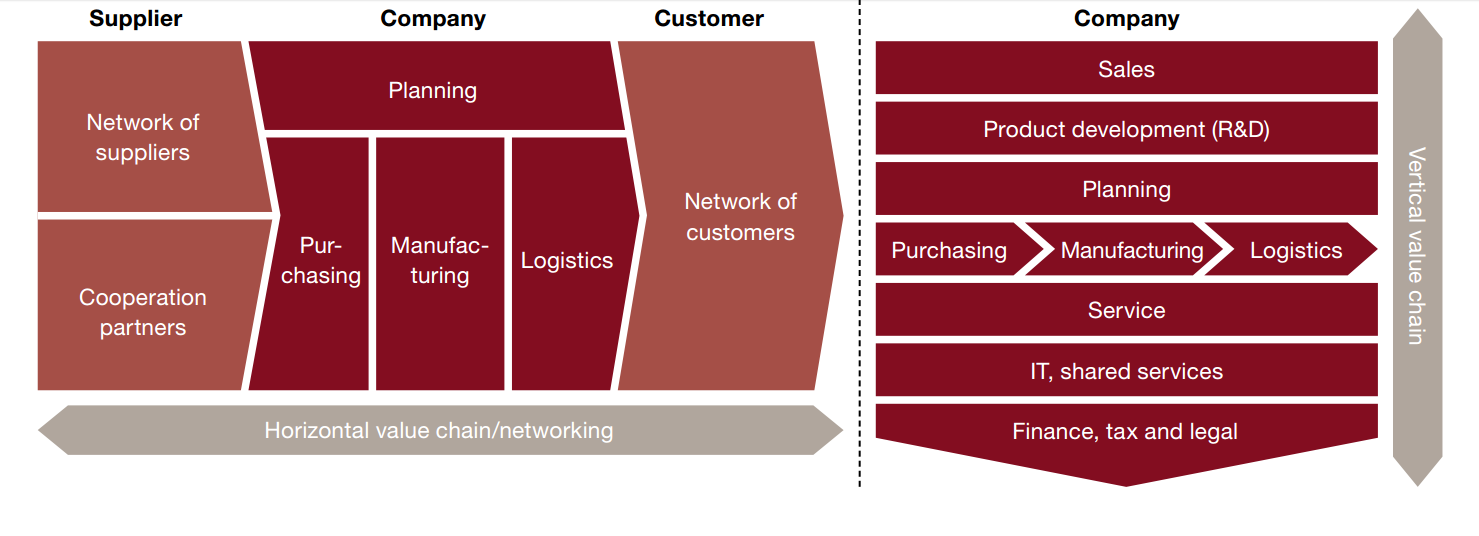 Supplier
Company
Customer
Network of
suppliers
Cooperation
partners
Planning
Pur-
chasing
Manufac-
turing
Logistics
Network of
customers
Horizontal value chain/networking
Company
Sales
Product development (R&D)
Planning
Purchasing
Manufacturing
Logistics
Service
IT, shared services
Finance, tax and legal
Vertical value chain